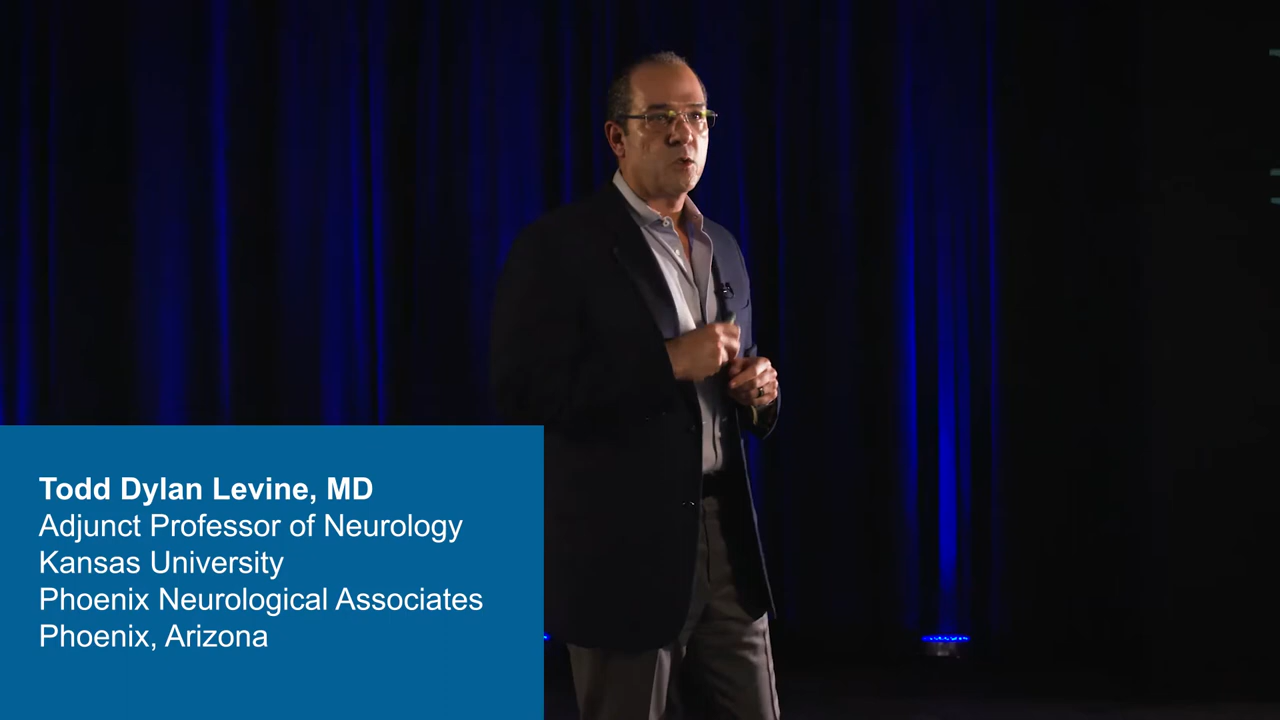 Todd Dylan Levine, MD
Adjunct Professor of Neurology
Kansas University
Phoenix Neurological Associates
Phoenix, Arizona